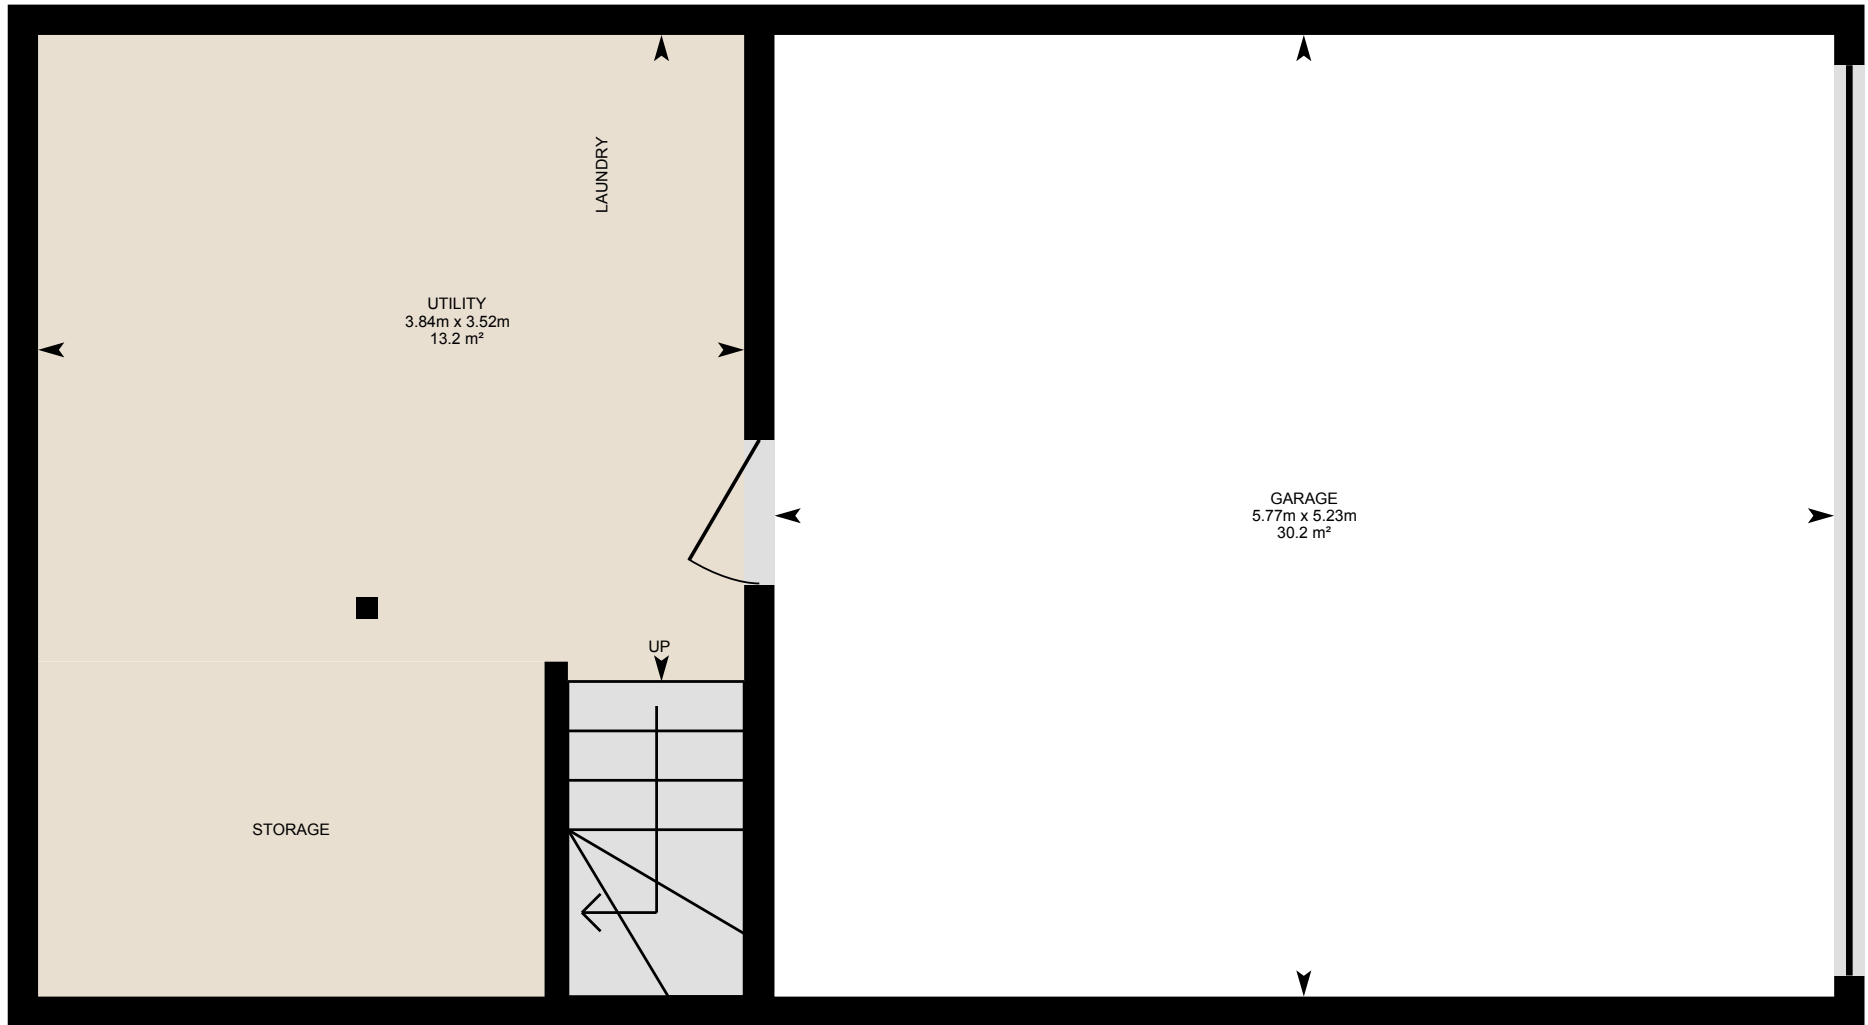 LAUNDRY
UTILITY
3.84m x 3.52m
13.2 m²
GARAGE
5.77m x 5.23m
30.2 m²
UP
STORAGE